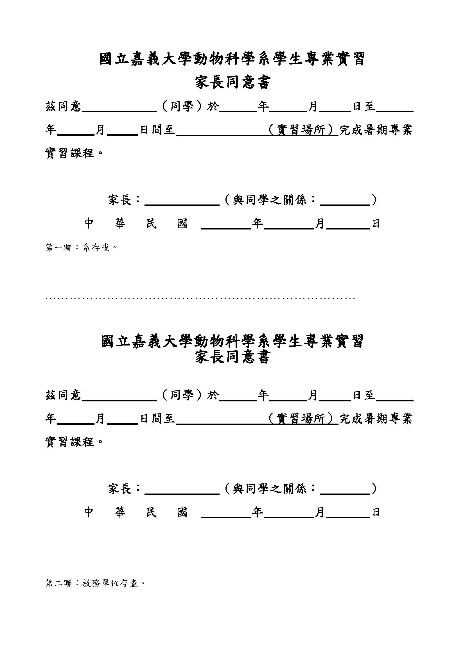 國立嘉義大學動物科學系學生專業實習
家長同意書
茲同意____________（同學）於______年______月_____日至______
年______月_____日間至______________（實習場所）完成暑期專業
實習課程。
家長：____________（與同學之關係：________）
中 華 民 國 ________年________月________日
第一聯：系存查。
國立嘉義大學動物科學系學生專業實習
家長同意書
茲同意____________（同學）於______年______月_____日至______
年______月_____日間至______________（實習場所）完成暑期專業
實習課程。
家長：____________（與同學之關係：________）
中 華 民 國 ________年________月________日
第二聯：教務單位存查。